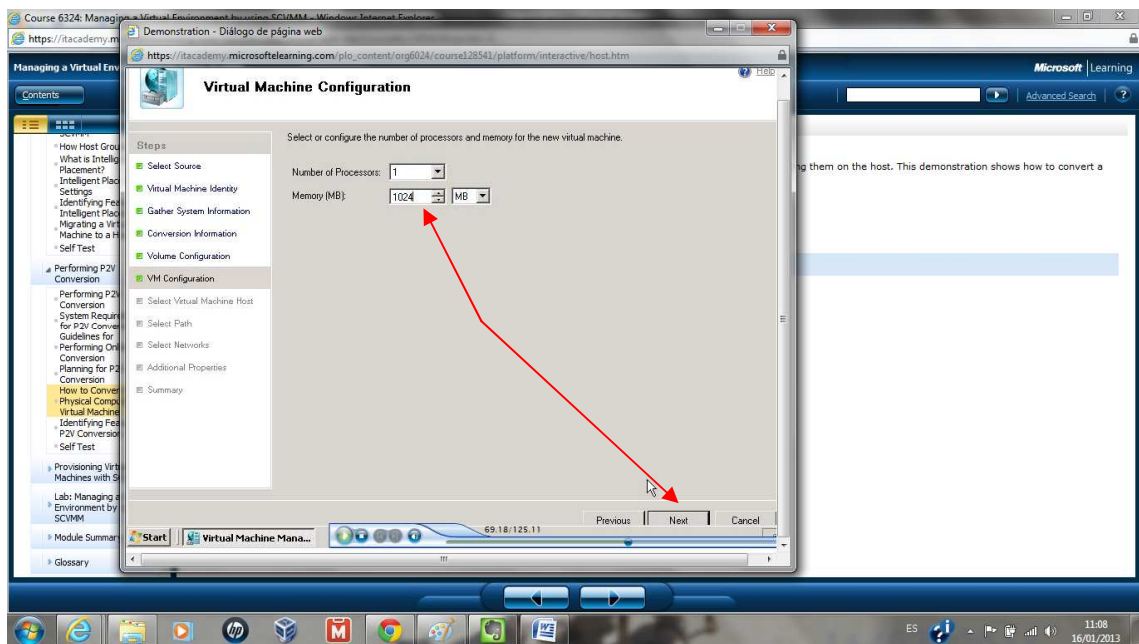 Course 6324: Managing a Virtual Environment by using SCVMM - Windows Internet Explorer
https://itacademy.m
Managing a Virtual Env
Microsoft | Learning
Contents
Advanced Search
?
How Host Grou
What is Intellig
Placement?
Intelligent Plac
Settings
Identifying Fea
Intelligent Plac
Migrating a Virt
Machine to a H
Self Test
Performing P2V
Conversion
Performing P2V
Conversion
System Require
for P2V Conver
Guidelines for
Performing Onl
Conversion
Planning for P2
Conversion
How to Conver
Physical Compu
Virtual Machine
Identifying Fea
P2V Conversion
Self Test
Provisioning Virt
Machines with S
Lab: Managing a
Environment by
SCVMM
Module Summar
Glossary
Demonstration - Diálogo de página web
https://itacademy.microsoftelearning.com/plo_content/org6024/course128541/platform/interactive/host.htm
Virtual Machine Configuration
Help
Steps
Select Source
Virtual Machine Identity
Gather System Information
Conversion Information
Volume Configuration
VM Configuration
Select Virtual Machine Host
Select Path
Select Networks
Additional Properties
Summary
Select or configure the number of processors and memory for the new virtual machine.
Number of Processors: 1
Memory (MB): 1024 MB
Previous Next Cancel
Start Virtual Machine Mana...
69.18/125.11
ng them on the host. This demonstration shows how to convert a
ES
11:08
16/01/2013